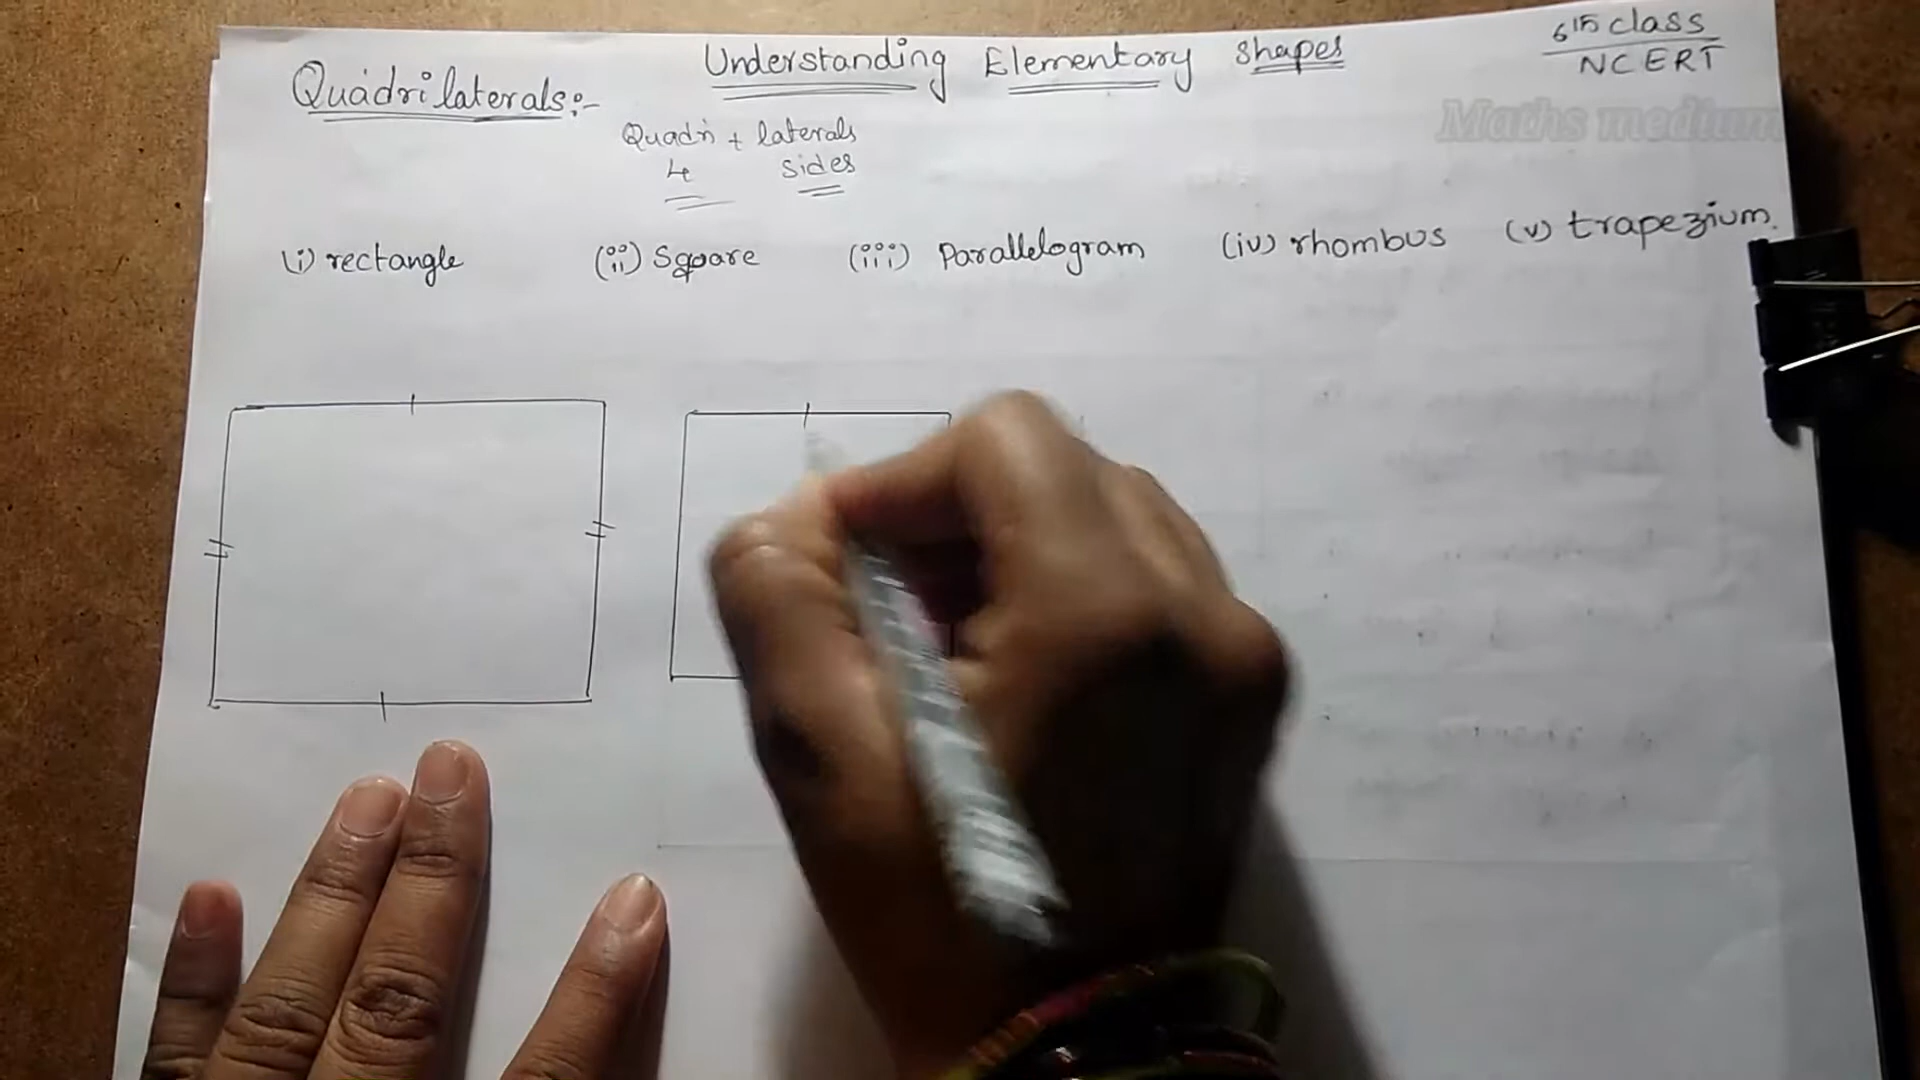 6th class
NCERT
Understanding Elementary shapes
Quadrilaterals:-
Maths medium
Quadri + laterals
4 sides
(i) rectangle (ii) Square (iii) Parallelogram (iv) rhombus (v) trapezium.